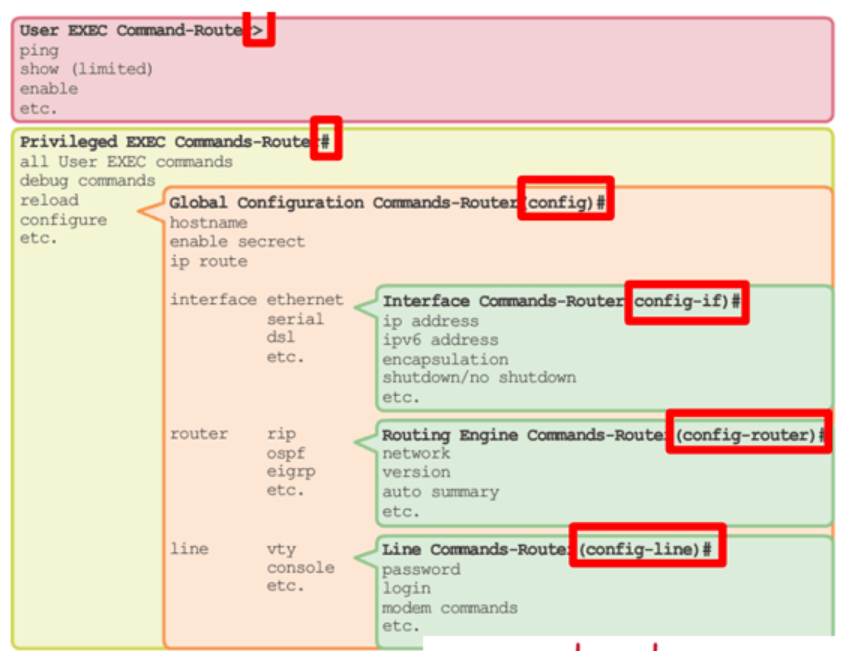 User EXEC Command-Router>
ping
show (limited)
enable
etc.
Privileged EXEC Commands-Router#
all User EXEC commands
debug commands
reload
configure
etc.
Global Configuration Commands-Router(config)#
hostname
enable secrect
ip route
interface ethernet
serial
dsl
etc.
Interface Commands-Router(config-if)#
ip address
ipv6 address
encapsulation
shutdown/no shutdown
etc.
router rip
ospf
eigrp
etc.
Routing Engine Commands-Router(config-router)#
network
version
auto summary
etc.
line vty
console
etc.
Line Commands-Router(config-line)#
password
login
modem commands
etc.